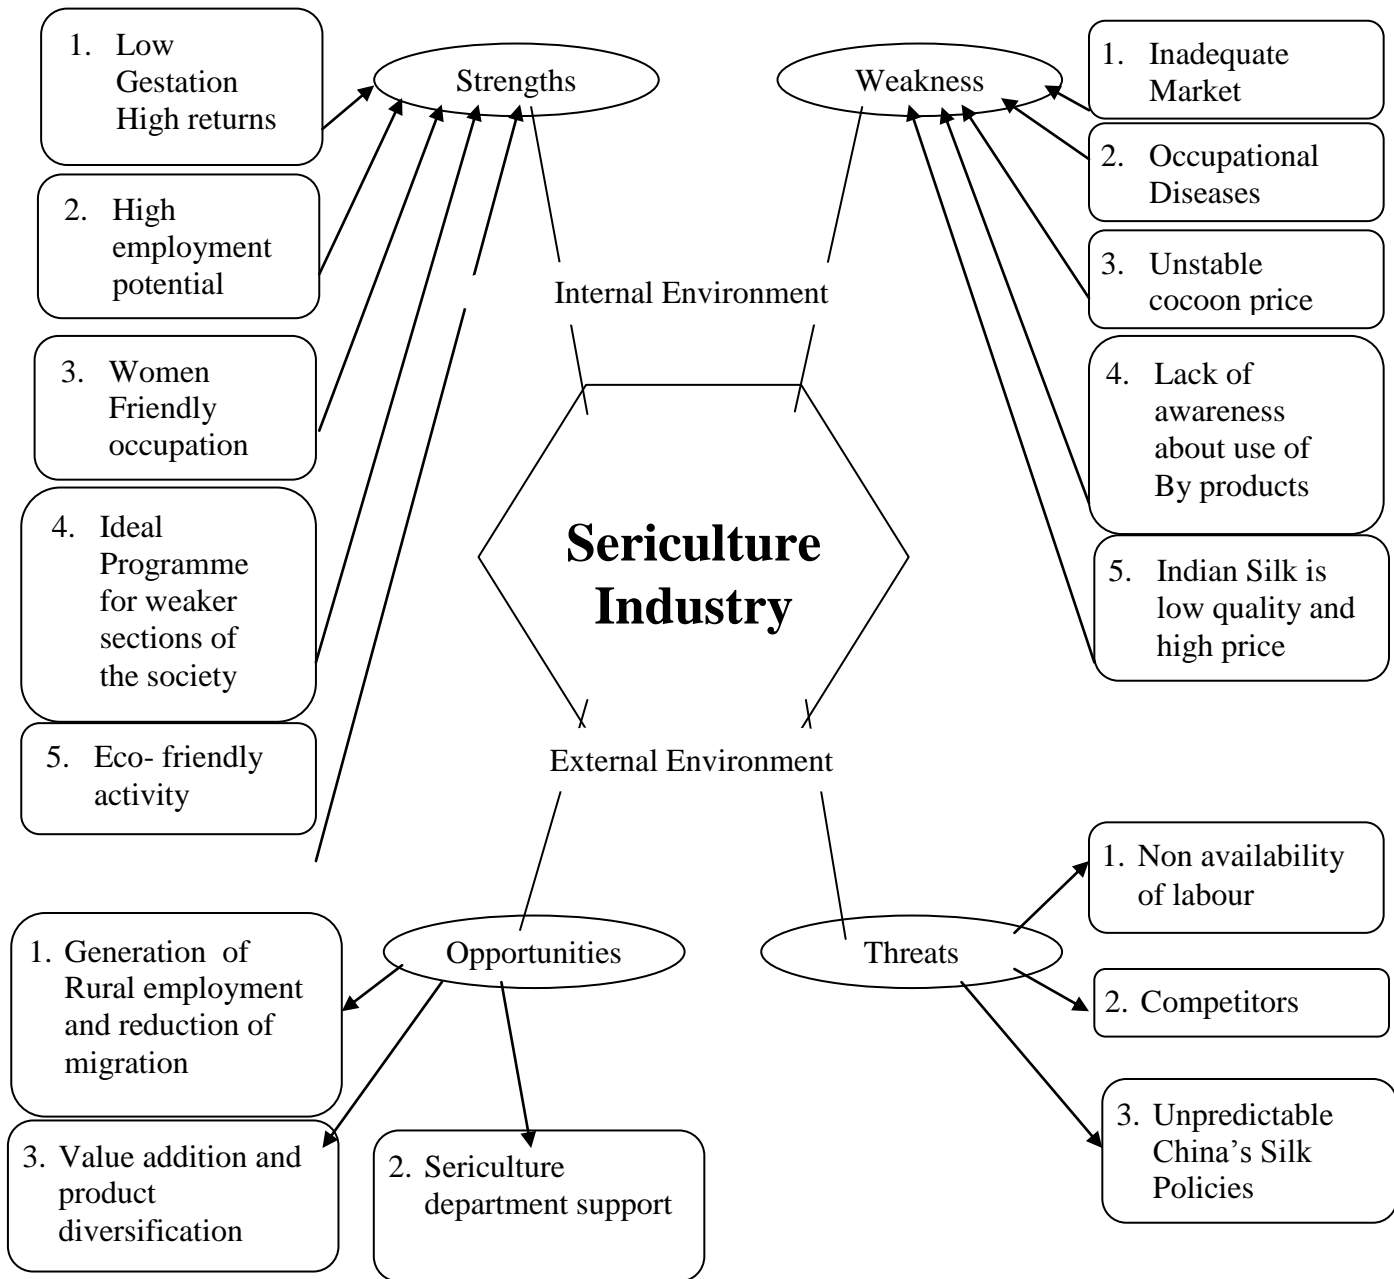 Strengths
1. Low
Gestation
High returns
2. High
employment
potential
3. Women
Friendly
occupation
4. Ideal
Programme
for weaker
sections of
the society
5. Eco- friendly
activity
Weakness
1. Inadequate
Market
2. Occupational
Diseases
3. Unstable
cocoon price
4. Lack of
awareness
about use of
By products
5. Indian Silk is
low quality and
high price
Internal Environment
Sericulture
Industry
External Environment
Opportunities
1. Generation of
Rural employment
and reduction of
migration
3. Value addition and
product
diversification
2. Sericulture
department support
Threats
1. Non availability
of labour
2. Competitors
3. Unpredictable
China’s Silk
Policies